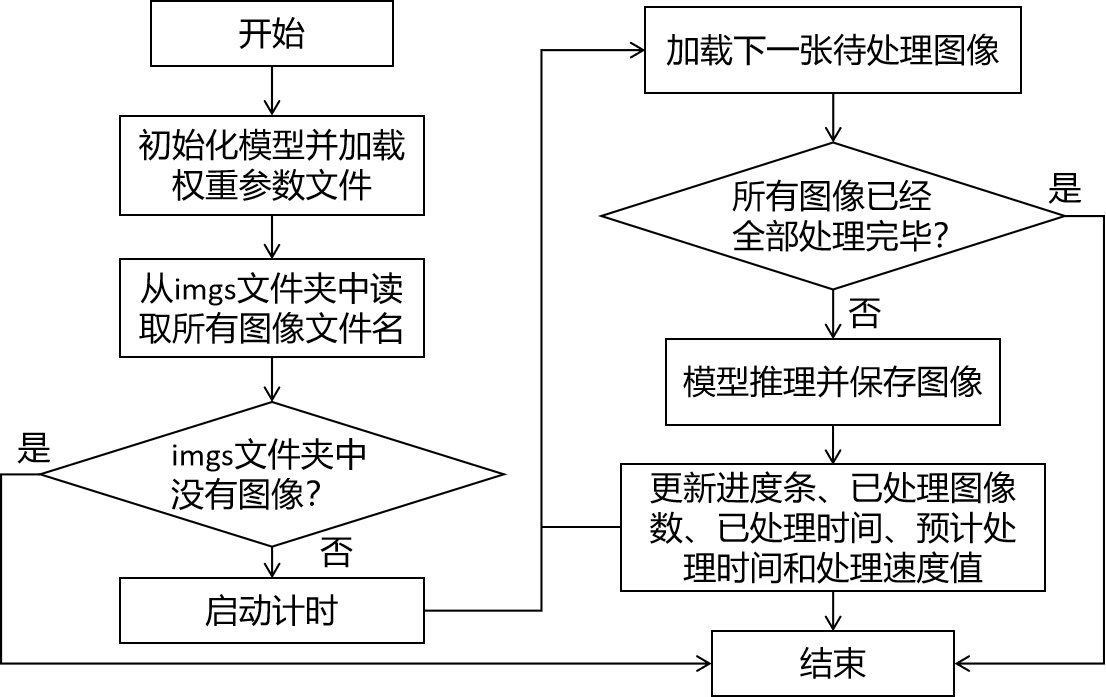 开始
初始化模型并加载
权重参数文件
从imgs文件夹中读
取所有图像文件名
是
imgs文件夹中
没有图像?
否
启动计时
加载下一张待处理图像
所有图像已经
全部处理完毕?
是
否
模型推理并保存图像
更新进度条、已处理图像
数、已处理时间、预计处
理时间和处理速度值
结束